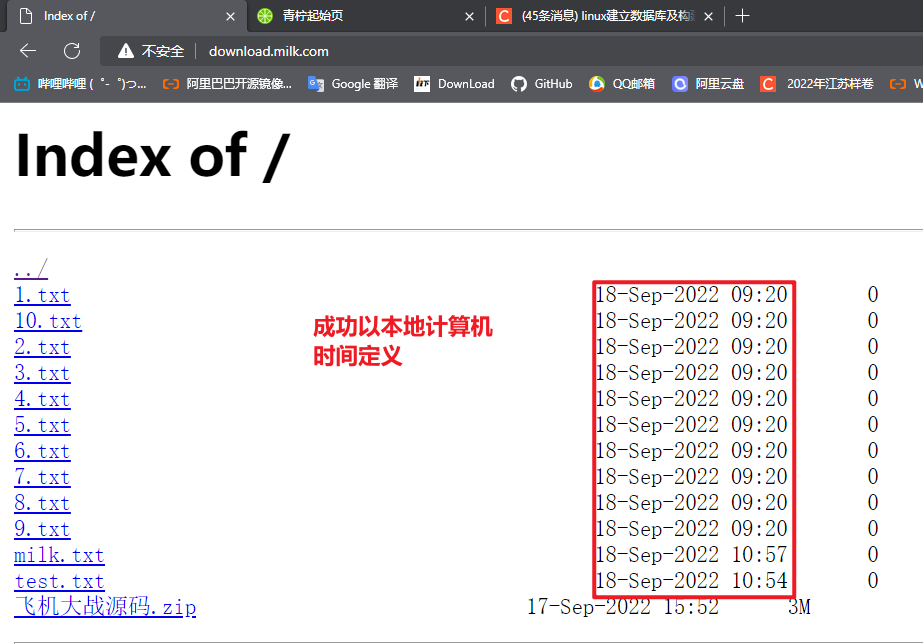 Index of /
青柠起始页
(45条消息) linux建立数据库及构
不安全
download.milk.com
哔哩哔哩 ( ゜- ゜)つ...
阿里巴巴开源镜像...
Google 翻译
DownLoad
GitHub
QQ邮箱
阿里云盘
2022年江苏样卷
W
Index of /
../
1.txt 18-Sep-2022 09:20 0
10.txt 18-Sep-2022 09:20 0
2.txt 18-Sep-2022 09:20 0
3.txt 18-Sep-2022 09:20 0
4.txt 18-Sep-2022 09:20 0
5.txt 18-Sep-2022 09:20 0
6.txt 18-Sep-2022 09:20 0
7.txt 18-Sep-2022 09:20 0
8.txt 18-Sep-2022 09:20 0
9.txt 18-Sep-2022 09:20 0
milk.txt 18-Sep-2022 10:57 0
test.txt 18-Sep-2022 10:54 0
飞机大战源码.zip 17-Sep-2022 15:52 3M
成功以本地计算机
时间定义